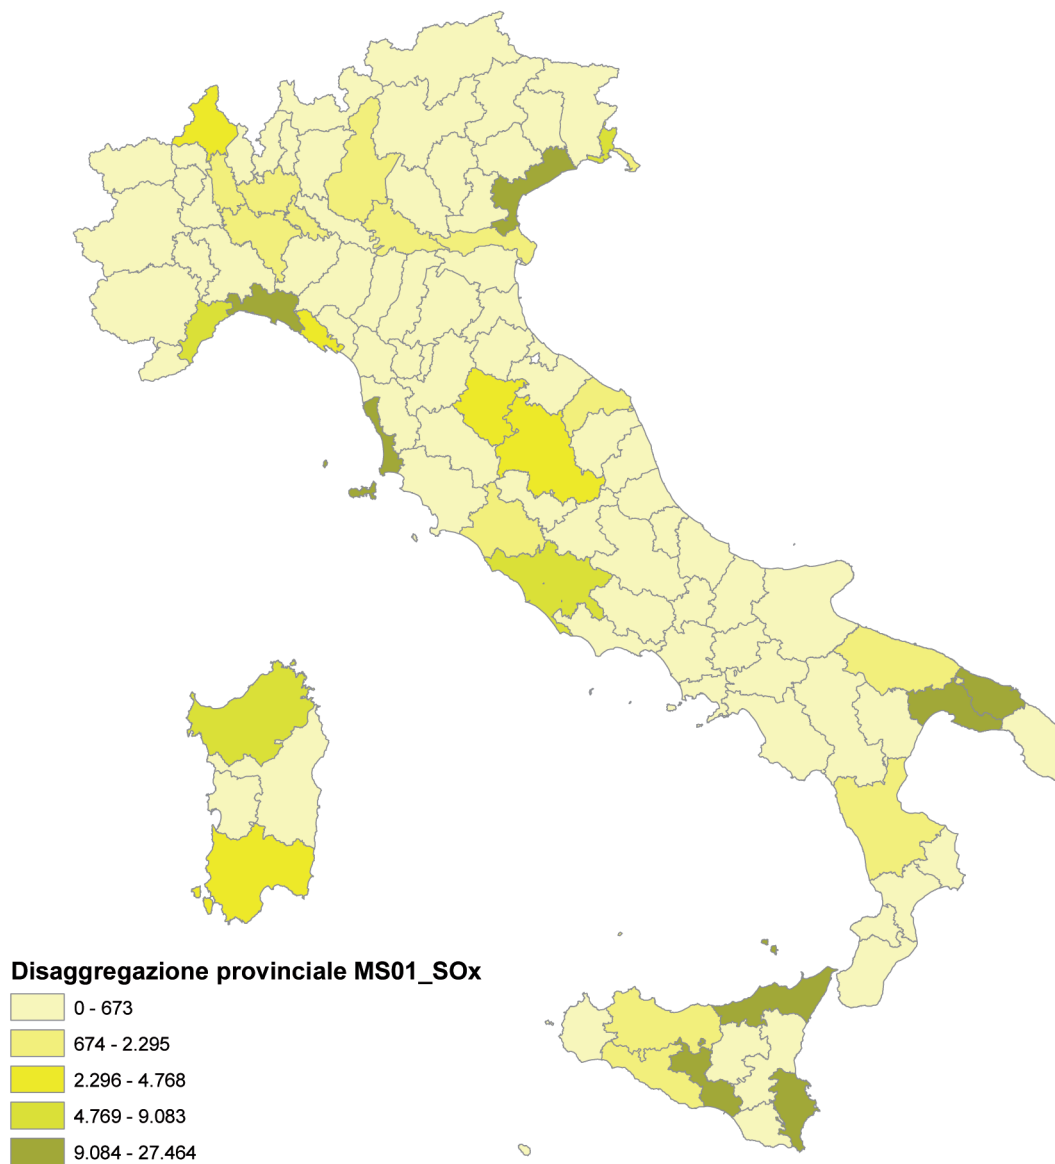 Disaggregazione provinciale MS01_SOx
0 - 673
674 - 2.295
2.296 - 4.768
4.769 - 9.083
9.084 - 27.464